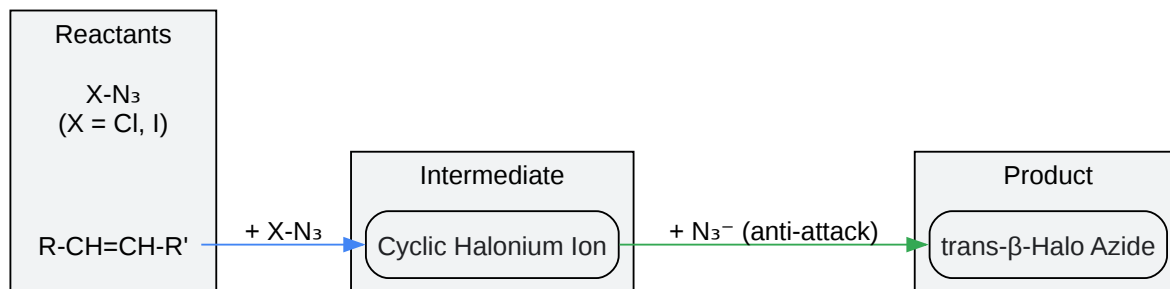 Reactants
X-N₃
(X = Cl, I)
R-CH=CH-R'
+ X-N₃
Intermediate
Cyclic Halonium Ion
+ N₃⁻ (anti-attack)
Product
trans-β-Halo Azide